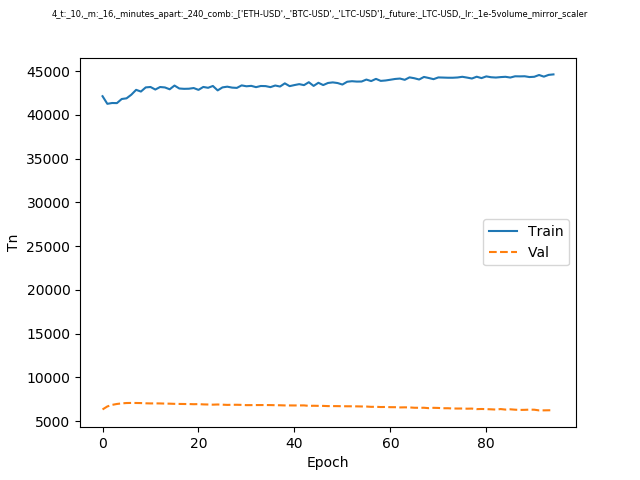 4_t:_10,_m:_16,_minutes_apart:_240_comb:_['ETH-USD',_'BTC-USD',_'LTC-USD'],_future:_LTC-USD,_lr:_1e-5volume_mirror_scaler
45000
40000
35000
30000
25000
20000
15000
10000
5000
Tn
Train
Val
0
20
40
60
80
Epoch